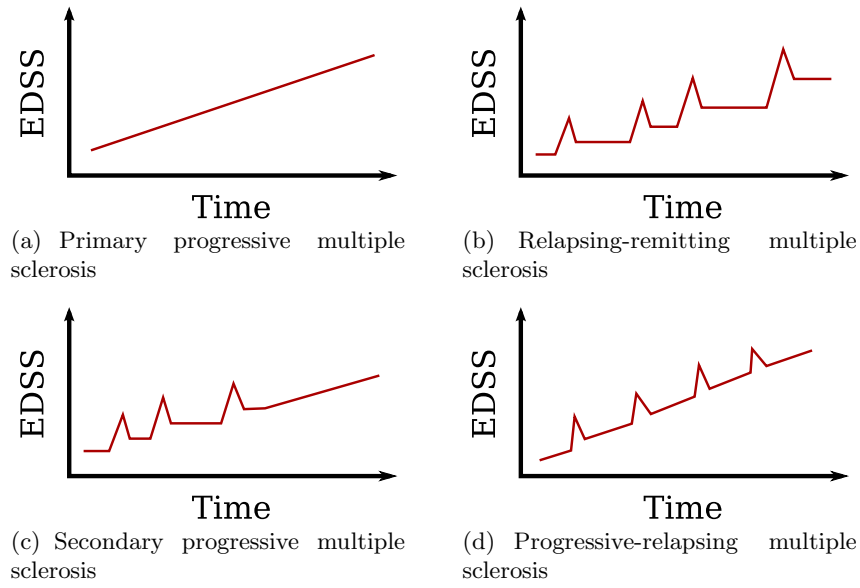 EDSS
Time
(a) Primary progressive multiple
sclerosis
EDSS
Time
(b) Relapsing-remitting multiple
sclerosis
EDSS
Time
(c) Secondary progressive multiple
sclerosis
EDSS
Time
(d) Progressive-relapsing multiple
sclerosis